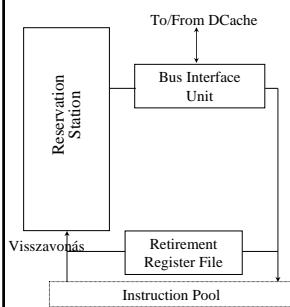 To/From DCache
Reservation
Station
Bus Interface
Unit
Visszavonás
Retirement
Register File
Instruction Pool